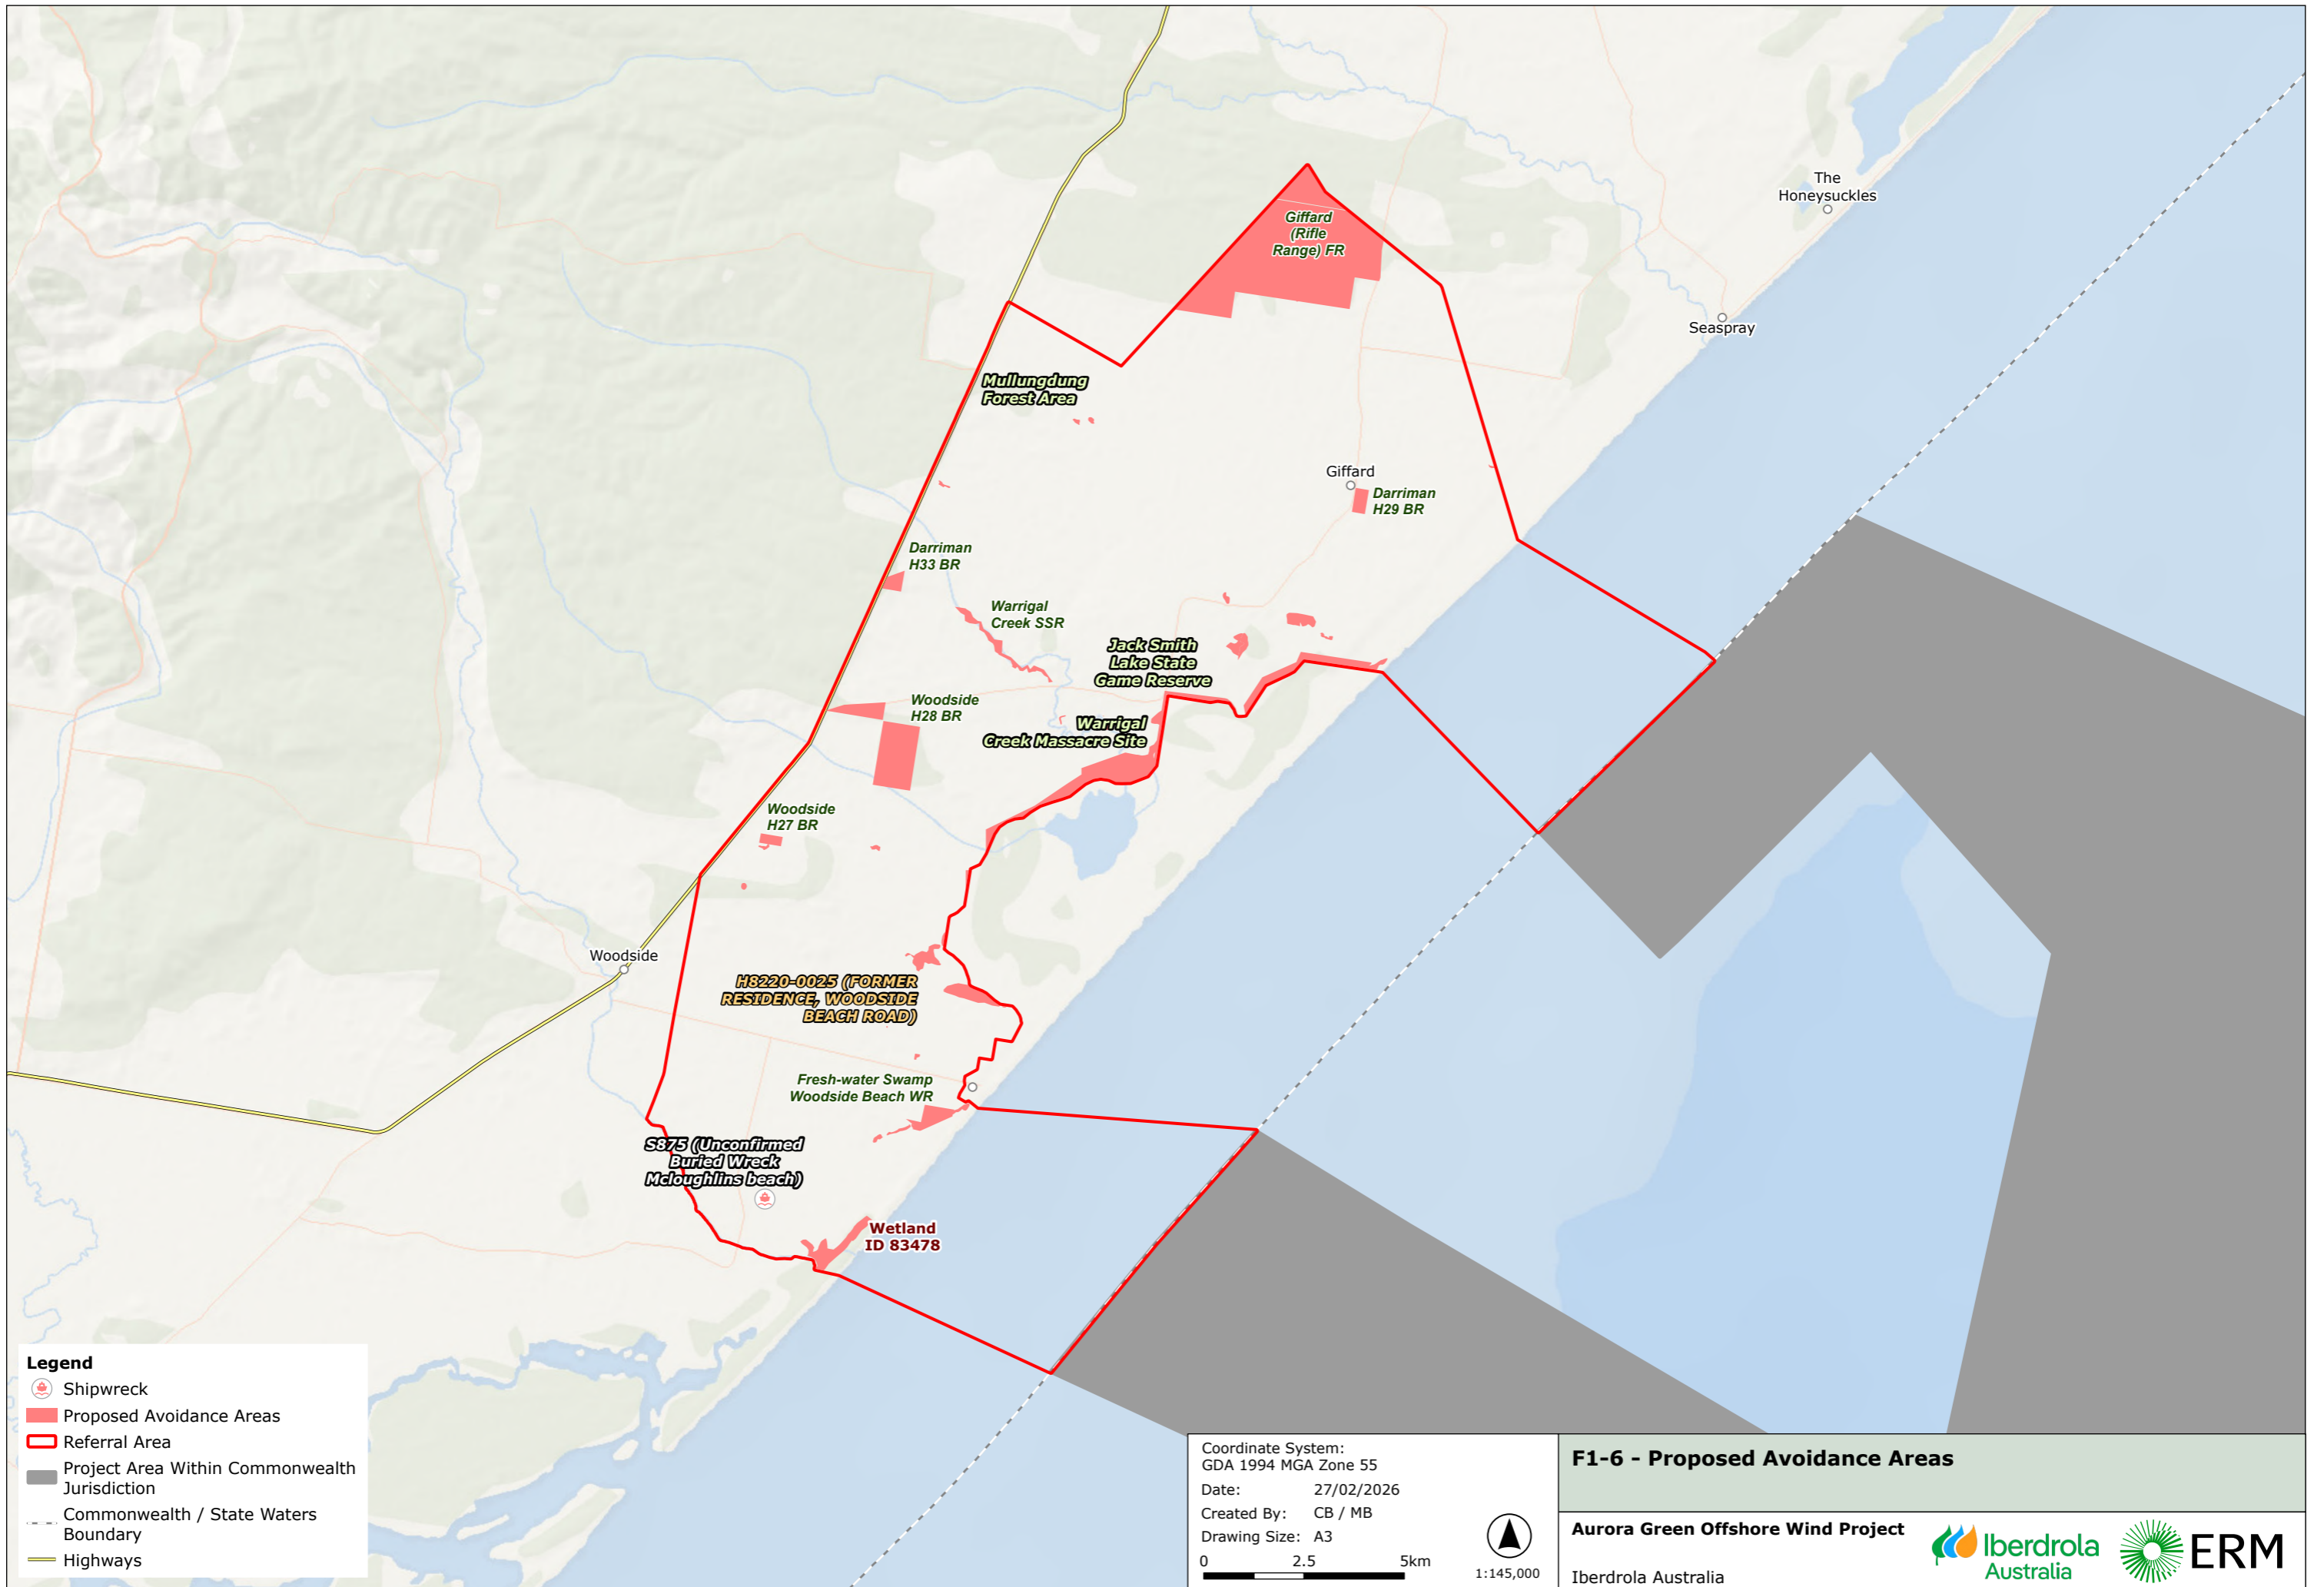 The
Honeysuckles
Giffard
(Rifle
Range) FR
Seaspray
Mullungdung
Forest Area
Giffard
Darriman
H29 BR
Darriman
H33 BR
Warrigal
Creek SSR
Jack Smith
Lake State
Game Reserve
Woodside
H28 BR
Warrigal
Creek Massacre Site
Woodside
H27 BR
Woodside
H8220-0025 (FORMER
RESIDENCE, WOODSIDE
BEACH ROAD)
Fresh-water Swamp
Woodside Beach WR
S875 (Unconfirmed
Buried Wreck
Mcloughlins beach)
Wetland
ID 83478
Legend
Shipwreck
Proposed Avoidance Areas
Referral Area
Project Area Within Commonwealth
Jurisdiction
Commonwealth / State Waters
Boundary
Highways
Coordinate System:
GDA 1994 MGA Zone 55
Date: 27/02/2026
Created By: CB / MB
Drawing Size: A3
0 2.5 5km
1:145,000
F1-6 - Proposed Avoidance Areas
Aurora Green Offshore Wind Project
Iberdrola Australia
Iberdrola
Australia
ERM